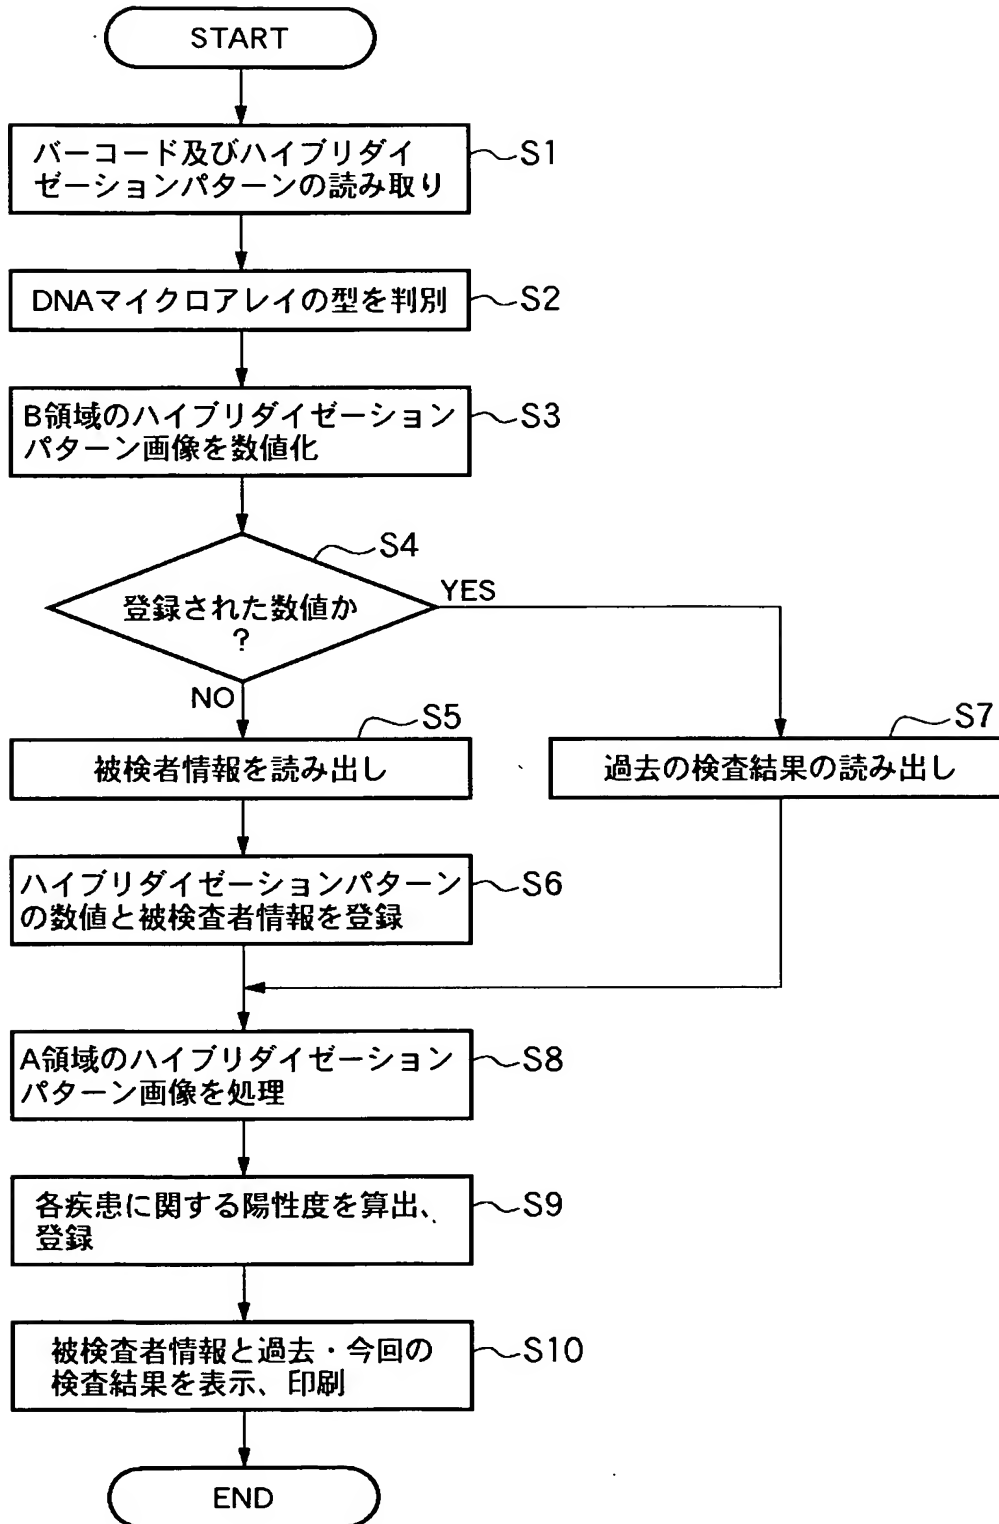 START
バーコード及びハイブリダイ
ゼーションパターンの読み取り
S1
DNAマイクロアレイの型を判別
S2
B領域のハイブリダイゼーション
パターン画像を数値化
S3
S4
登録された数値か
?
YES
NO
S5
被検者情報を読み出し
S7
過去の検査結果の読み出し
ハイブリダイゼーションパターン
の数値と被検査者情報を登録
S6
A領域のハイブリダイゼーション
パターン画像を処理
S8
各疾患に関する陽性度を算出、
登録
S9
被検査者情報と過去・今回の
検査結果を表示、印刷
S10
END